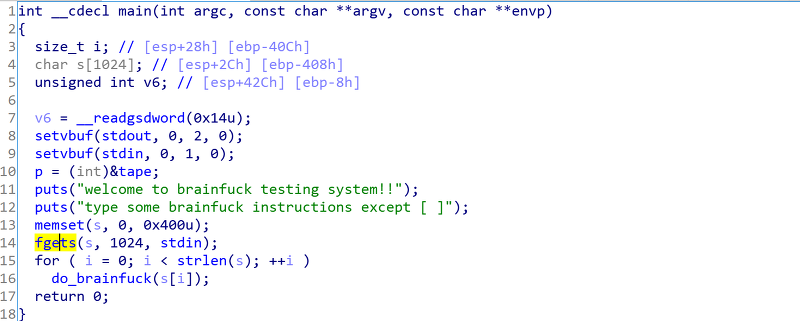 1 int __cdecl main(int argc, const char **argv, const char **envp)
2 {
3 size_t i; // [esp+28h] [ebp-40Ch]
4 char s[1024]; // [esp+2Ch] [ebp-408h]
5 unsigned int v6; // [esp+42Ch] [ebp-8h]
6
7 v6 = __readgsdword(0x14u);
8 setvbuf(stdout, 0, 2, 0);
9 setvbuf(stdin, 0, 1, 0);
10 p = (int)&tape;
11 puts("welcome to brainfuck testing system!!");
12 puts("type some brainfuck instructions except [ ]");
13 memset(s, 0, 0x400u);
14 fgets(s, 1024, stdin);
15 for ( i = 0; i < strlen(s); ++i )
16 do_brainfuck(s[i]);
17 return 0;
18 }